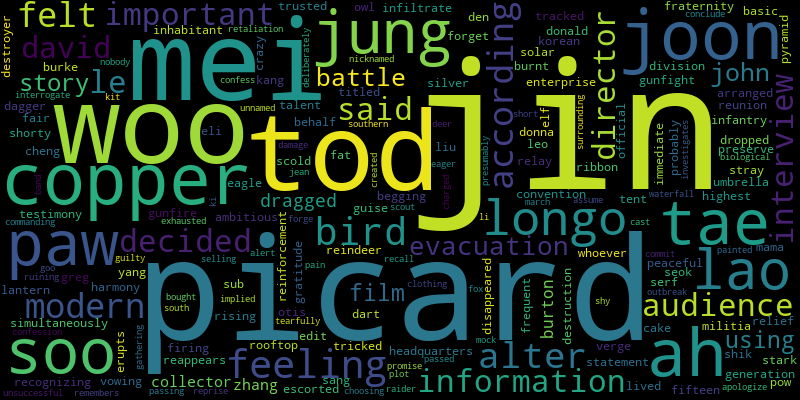 felt important mei jung joon
trusted owl infiltrate den forget
fraternity basic conclude
destroyer david inhabitant retaliation crazy nobody
burke story le confess kang interrogate
deliberately nicknamed battle according director
tracked donald korean solar burnt division
john pyramid interview
dagger kit unnamed talent titled silver enterprise gunfight arranged reunion
woo tod said jin
fair shorty eli behalf southern damage deer donna elf leo
surrounding official immediate probably infantry
investigates dropped preserve biological
cheng copper scold jean fat created liu eager relay ribbon stray umbrella
presumably short
eagle dragged begging charged convention highest
testimony gunfire ambitious guise scout li march tent waterfall
commanding exhausted forge assume cast painted mama
paw decided bird longo tae
reinforcement gratitude reindeer evacuation whoever peaceful commit
guilty alert pain recall disappeared seok outbreak
goo yang selling clothing serf lao
ruining greg picard fox
lantern harmony sub film burton
modern bought south implied otis dart frequent destruction shy audience
simultaneously rising tearfully edit militia relief
cake
soo erupts gathering firing rooftop tricked headquarters mock verge using
confession reappears promise passed plot alter statement ah shik stark
recognizing collector feeling generation
vowing zhang sang raider information lived pow
unsuccessful remembers passing reprise escorted choosing fifteen apologize